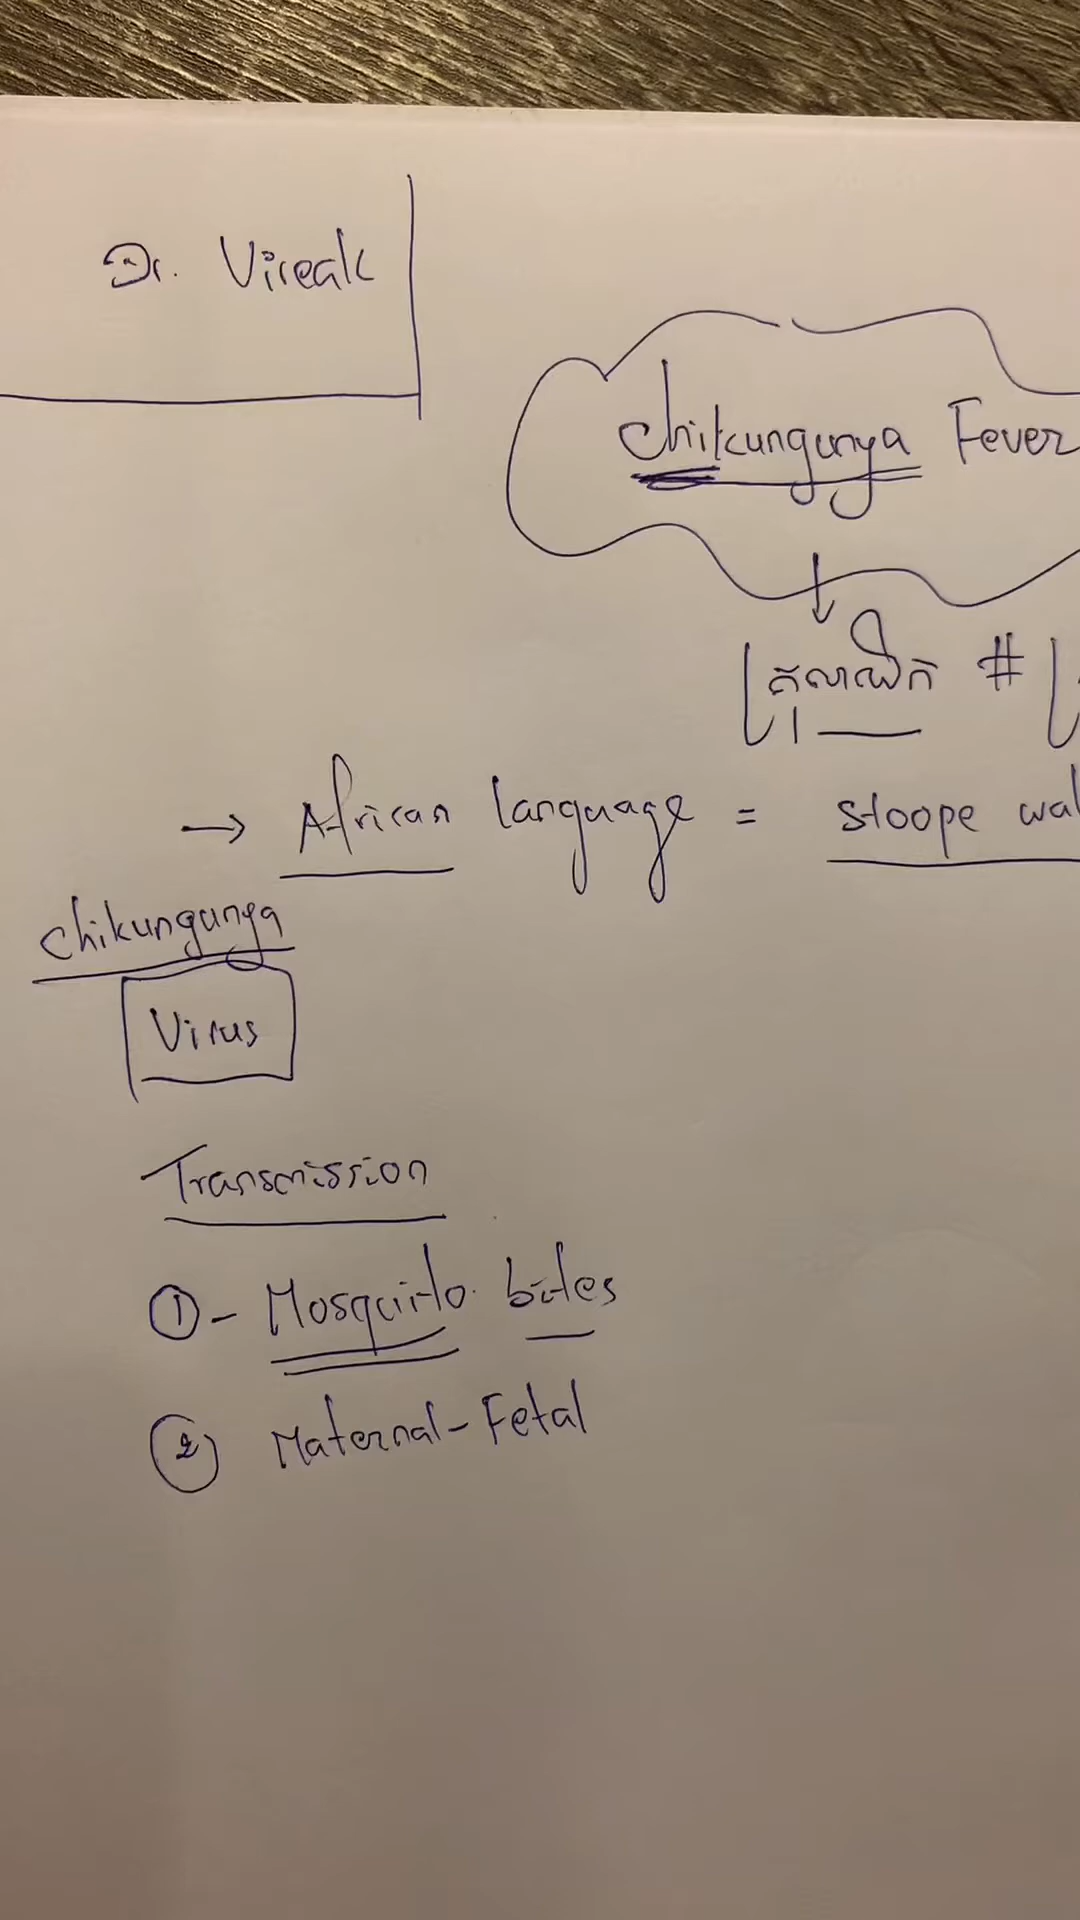 Dr. Vireak
Chikungunya Fever
គ្រុនឈីក #
→ African language = stoope wal
Chikungunya
Virus
Transmission
① - Mosquito bites
② Maternal-Fetal